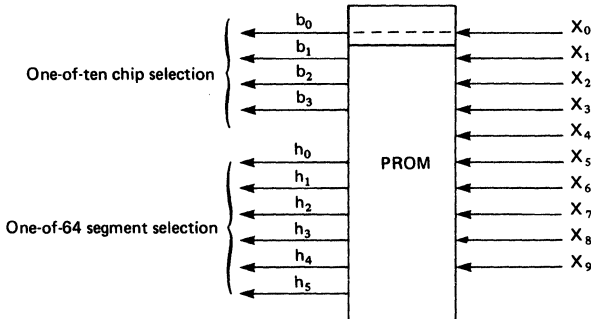 b₀
X₀
b₁
X₁
One-of-ten chip selection
b₂
X₂
b₃
X₃
X₄
h₀
PROM
X₅
h₁
X₆
h₂
X₇
One-of-64 segment selection
h₃
X₈
h₄
X₉
h₅